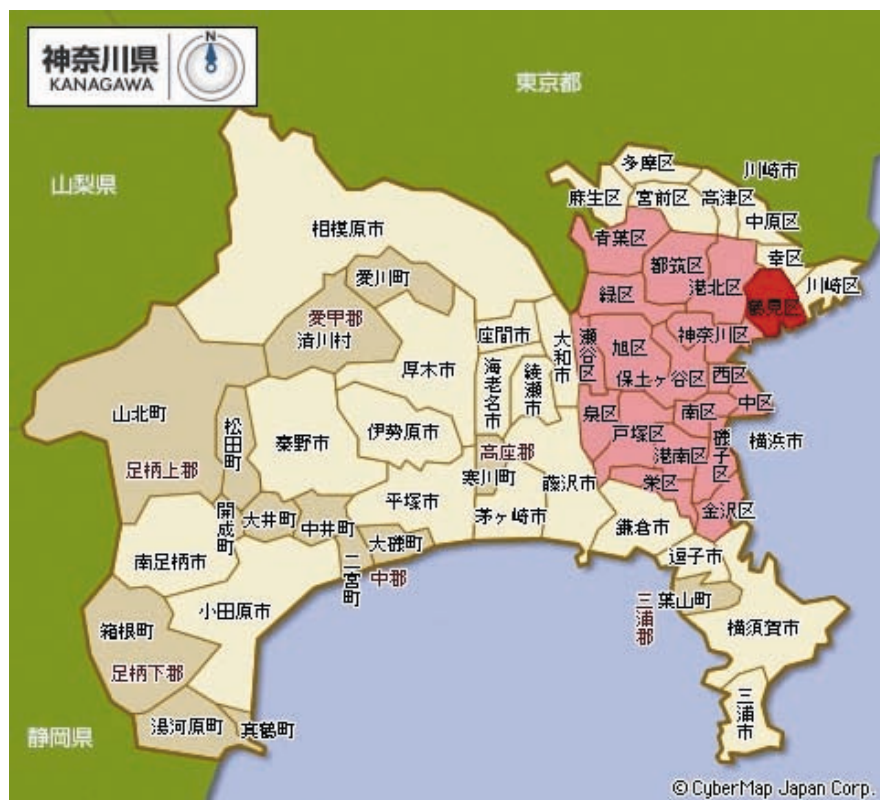 神奈川県
KANAGAWA
N
東京都
山梨県
多摩区
川崎市
麻生区
宮前区
高津区
中原区
相模原市
青葉区
幸区
都筑区
愛川町
港北区
川崎区
緑区
鶴見区
愛甲郡
清川村
座間市
大和市
瀬谷区
旭区
神奈川区
厚木市
海老名市
綾瀬市
保土ヶ谷区
西区
中区
山北町
松田町
秦野市
伊勢原市
泉区
戸塚区
南区
磯子区
横浜市
足柄上郡
高座郡
寒川町
藤沢市
港南区
栄区
開成町
大井町
中井町
平塚市
茅ヶ崎市
金沢区
鎌倉市
南足柄市
大磯町
二宮町
中郡
逗子市
葉山町
三浦郡
小田原市
箱根町
横須賀市
足柄下郡
三浦市
湯河原町
真鶴町
静岡県
© CyberMap Japan Corp.